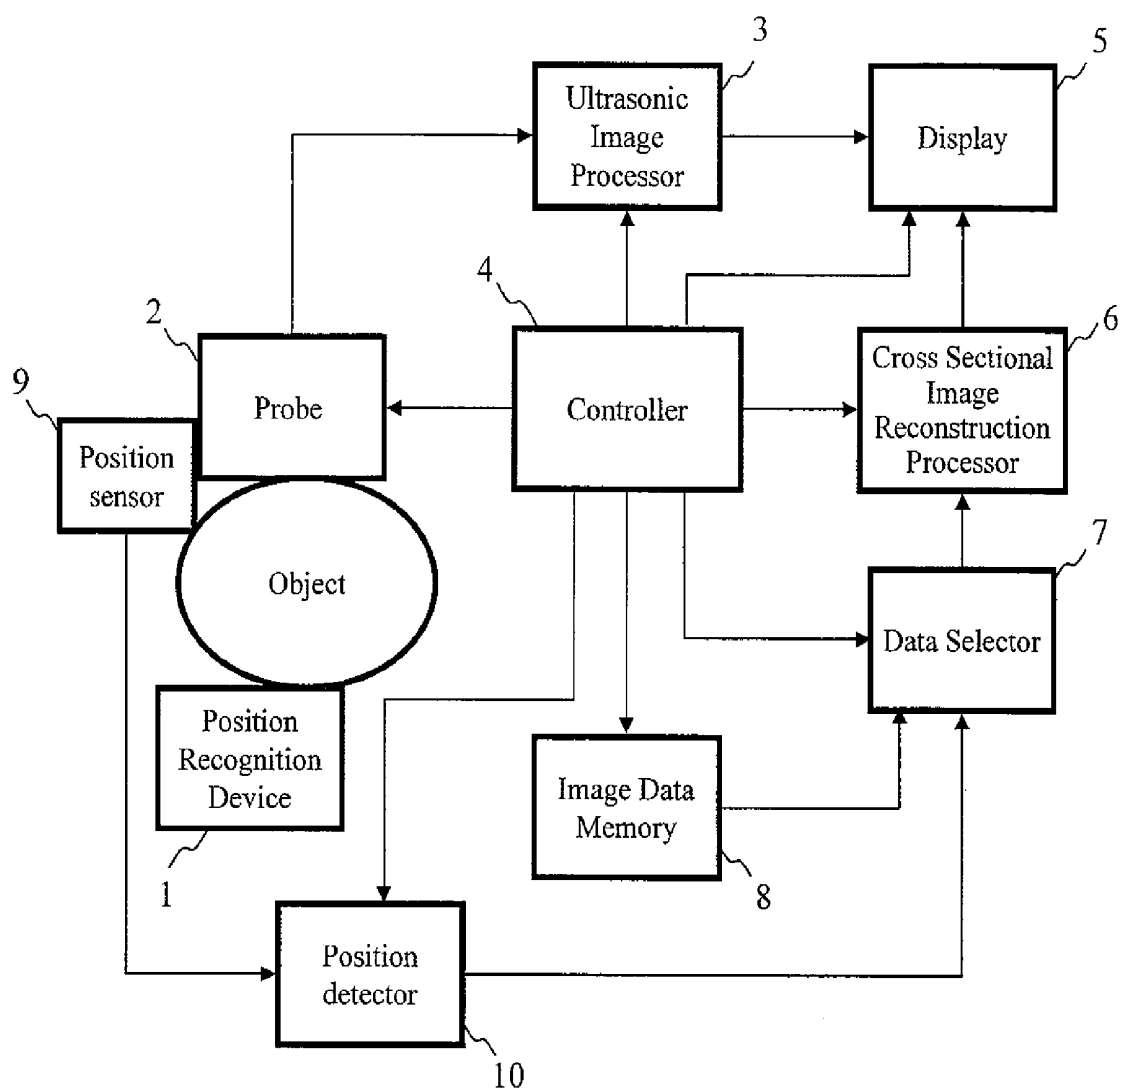 3
5
Ultrasonic
Image
Processor
Display
4
2
6
9
Probe
Controller
Cross Sectional
Image
Reconstruction
Processor
Position
sensor
7
Object
Data Selector
Position
Recognition
Device
Image Data
Memory
1
8
Position
detector
10